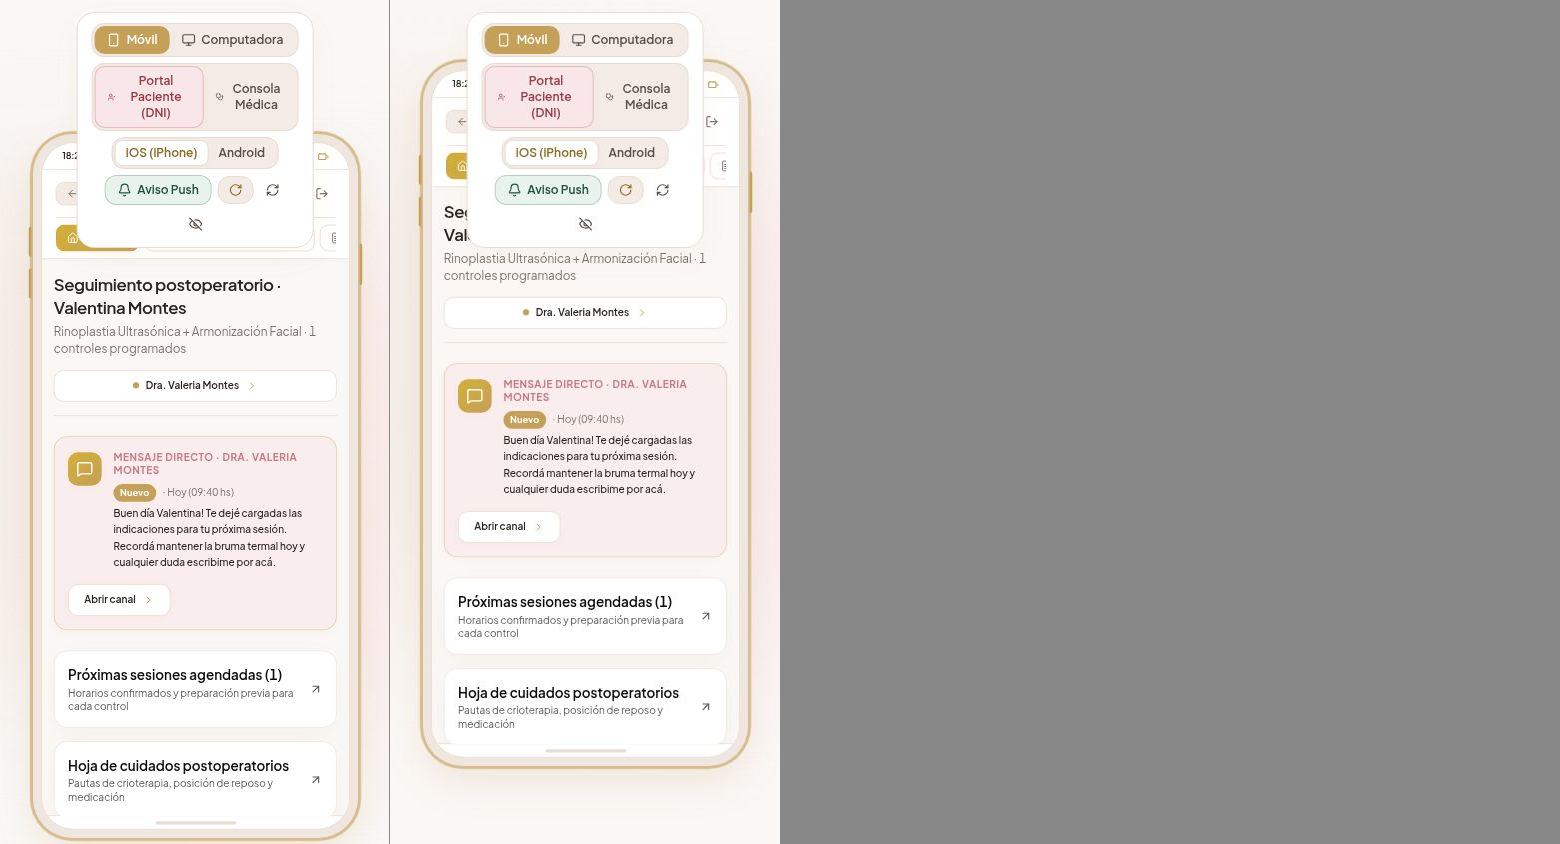 Móvil
Computadora
Portal
Paciente
(DNI)
Consola
Médica
iOS (iPhone)
Android
Aviso Push
18:2
Seguimiento postoperatorio ·
Valentina Montes
Rinoplastia Ultrasónica + Armonización Facial · 1
controles programados
Dra. Valeria Montes
MENSAJE DIRECTO · DRA. VALERIA
MONTES
Nuevo · Hoy (09:40 hs)
Buen día Valentina! Te dejé cargadas las
indicaciones para tu próxima sesión.
Recordá mantener la bruma termal hoy y
cualquier duda escribime por acá.
Abrir canal
Próximas sesiones agendadas (1)
Horarios confirmados y preparación previa para
cada control
Hoja de cuidados postoperatorios
Pautas de crioterapia, posición de reposo y
medicación
Móvil
Computadora
Portal
Paciente
(DNI)
Consola
Médica
iOS (iPhone)
Android
Aviso Push
18:2
Seg
Val
Rinoplastia Ultrasónica + Armonización Facial · 1
controles programados
Dra. Valeria Montes
MENSAJE DIRECTO · DRA. VALERIA
MONTES
Nuevo · Hoy (09:40 hs)
Buen día Valentina! Te dejé cargadas las
indicaciones para tu próxima sesión.
Recordá mantener la bruma termal hoy y
cualquier duda escribime por acá.
Abrir canal
Próximas sesiones agendadas (1)
Horarios confirmados y preparación previa para
cada control
Hoja de cuidados postoperatorios
Pautas de crioterapia, posición de reposo y
medicación